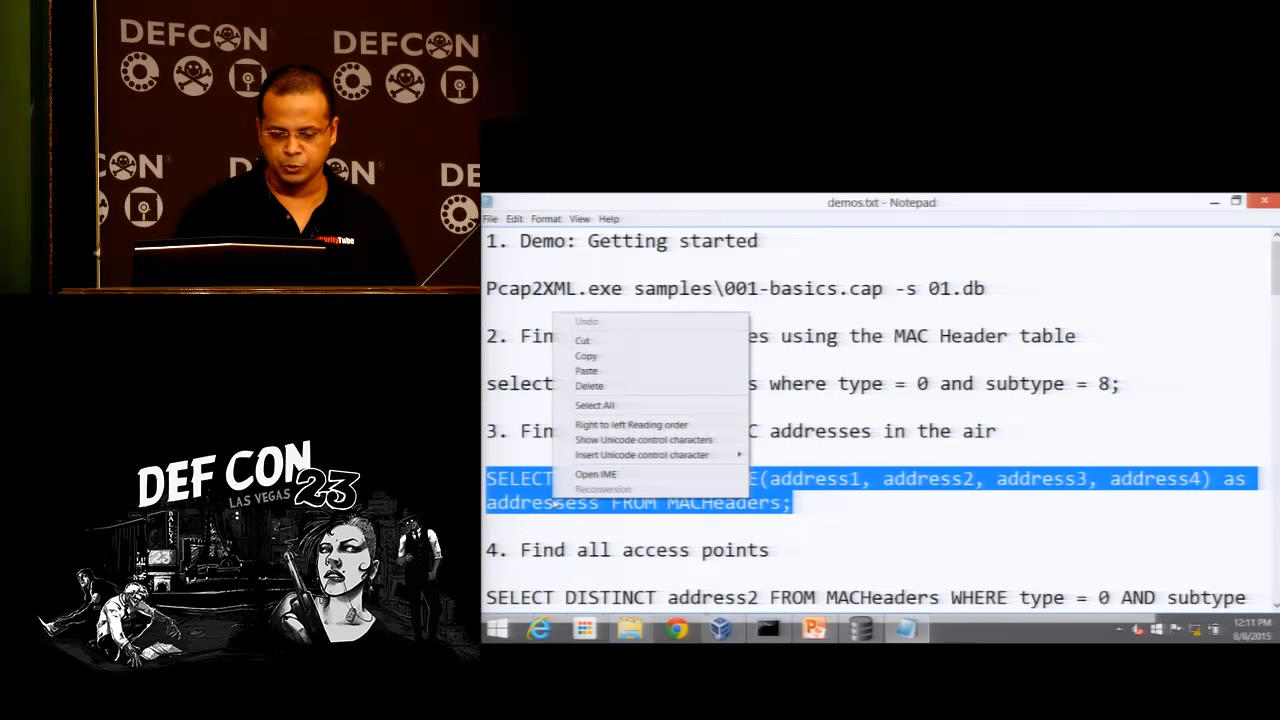 DEFCON DEFCON
CON D ON DE
urityTube
DEF CON
LAS VEGAS 23
BALLYS
demos.txt - Notepad
File Edit Format View Help
1. Demo: Getting started
Pcap2XML.exe samples\001-basics.cap -s 01.db
2. Fin es using the MAC Header table
select s where type = 0 and subtype = 8;
3. Fin C addresses in the air
SELECT E(address1, address2, address3, address4) as
addressess FROM MACHeaders;
4. Find all access points
SELECT DISTINCT address2 FROM MACHeaders WHERE type = 0 AND subtype
Undo
Cut
Copy
Paste
Delete
Select All
Right to left Reading order
Show Unicode control characters
Insert Unicode control character
Open IME
Reconversion
12:11 PM
8/8/2015